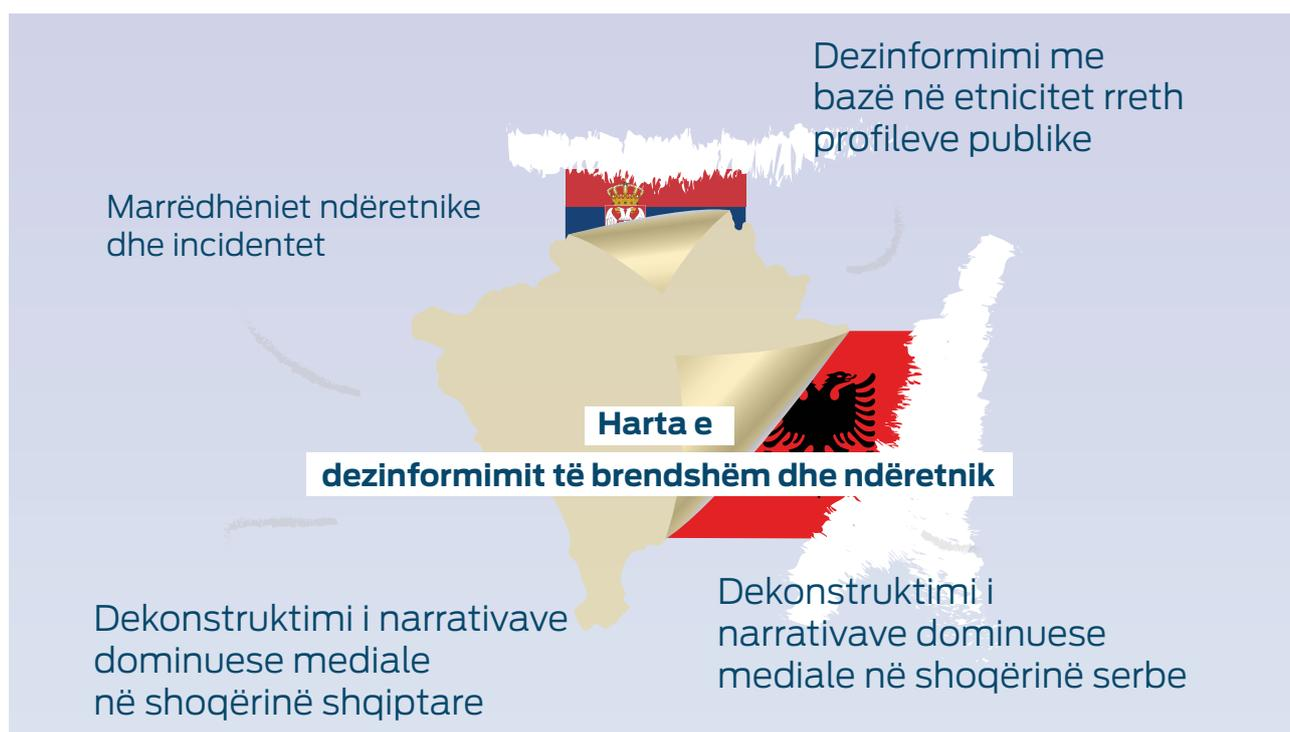 Dezinformimi me
bazë në etnicitet rreth
profileve publike
Marrëdhëniet ndëretnike
dhe incidentet
Harta e
dezinformimit të brendshëm dhe ndëretnik
Dekonstruktimi i narrativave
dominuese mediale
në shoqërinë shqiptare
Dekonstruktimi i
narrativave dominuese
mediale në shoqërinë serbe